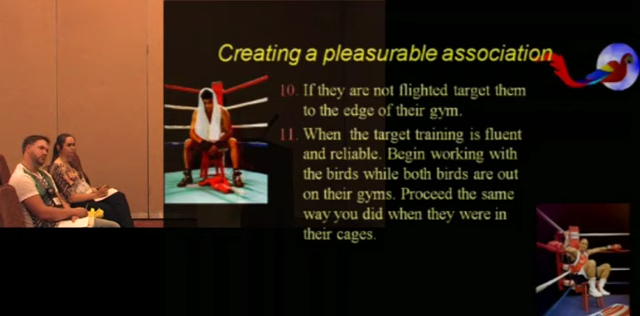 Creating a pleasurable association
10. If they are not flighted target them
to the edge of their gym.
11. When the target training is fluent
and reliable. Begin working with
the birds while both birds are out
on their gyms. Proceed the same
way you did when they were in
their cages.